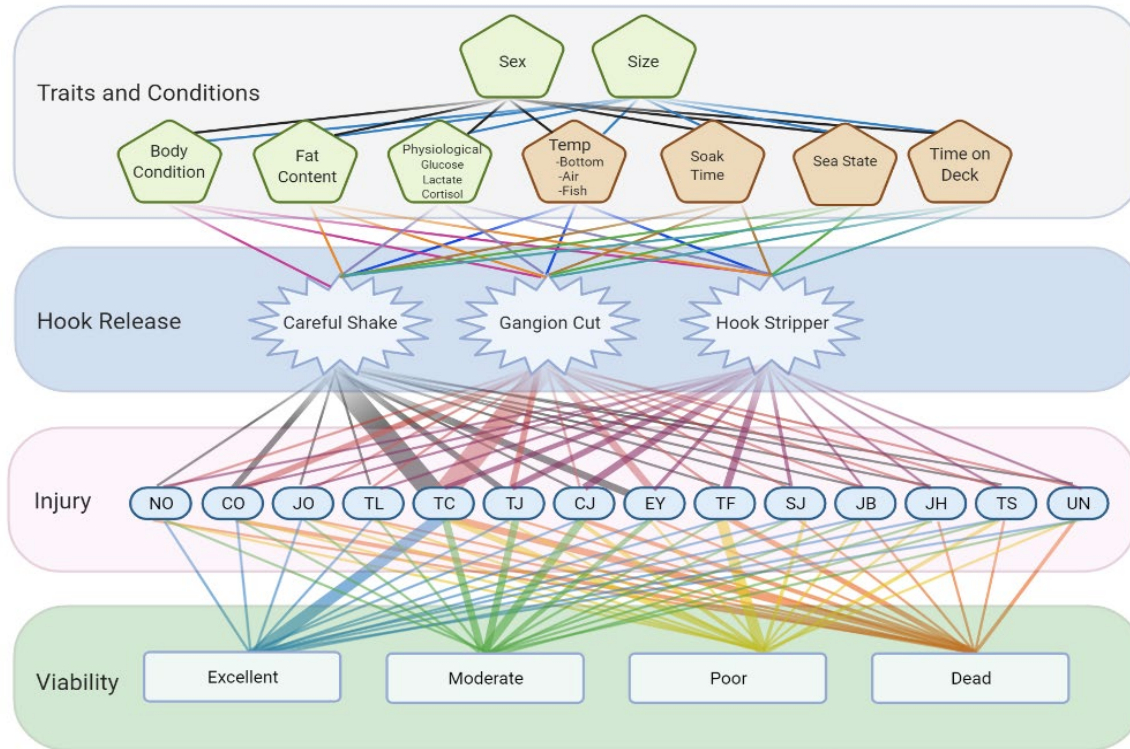 Sex
Size
Traits and Conditions
Body
Condition
Fat
Content
Physiological
Glucose
Lactate
Cortisol
Temp
-Bottom
-Air
-Fish
Soak
Time
Sea State
Time on
Deck
Hook Release
Careful Shake
Gangion Cut
Hook Stripper
Injury
NO
CO
JO
TL
TC
TJ
CJ
EY
TF
SJ
JB
JH
TS
UN
Viability
Excellent
Moderate
Poor
Dead